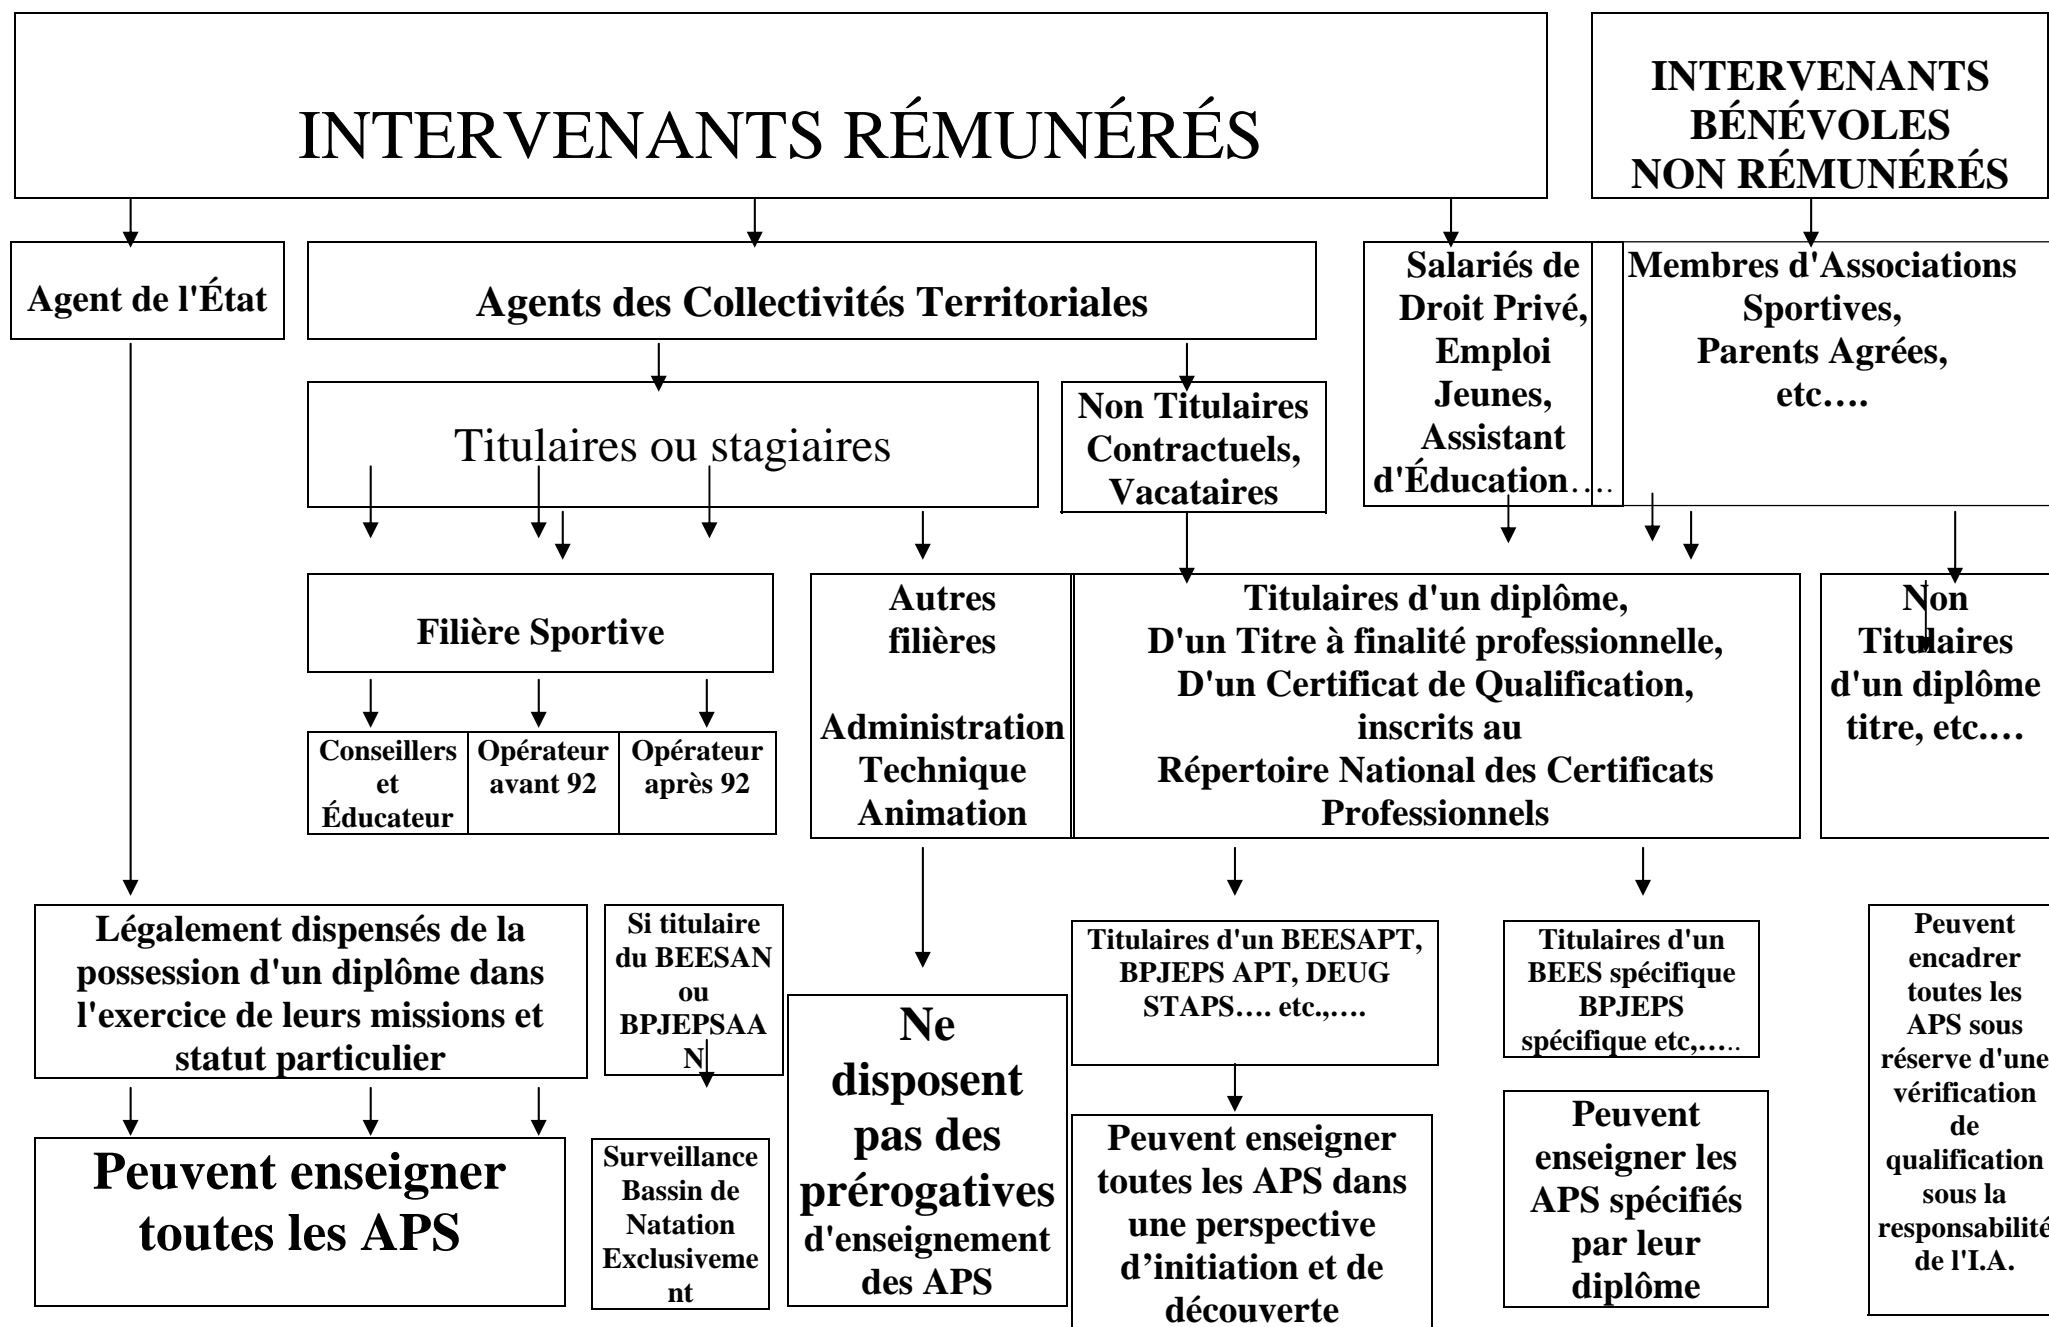 INTERVENANTS RÉMUNÉRÉS
INTERVENANTS
BÉNÉVOLES
NON RÉMUNÉRÉS
Agent de l'État
Agents des Collectivités Territoriales
Salariés de
Droit Privé,
Emploi
Jeunes,
Assistant
d'Éducation….
Membres d'Associations
Sportives,
Parents Agrées,
etc….
Titulaires ou stagiaires
Non Titulaires
Contractuels,
Vacataires
Filière Sportive
Autres
filières
Administration
Technique
Animation
Titulaires d'un diplôme,
D'un Titre à finalité professionnelle,
D'un Certificat de Qualification,
inscrits au
Répertoire National des Certificats
Professionnels
Non
Titulaires
d'un diplôme
titre, etc.…
Conseillers
et
Éducateur
Opérateur
avant 92
Opérateur
après 92
Légalement dispensés de la
possession d'un diplôme dans
l'exercice de leurs missions et
statut particulier
Si titulaire
du BEESAN
ou
BPJEPSAA
N
Ne
disposent
pas des
prérogatives
d'enseignement
des APS
Titulaires d'un BEESAPT,
BPJEPS APT, DEUG
STAPS…. etc.,….
Titulaires d'un
BEES spécifique
BPJEPS
spécifique etc,…..
Peuvent
encadrer
toutes les
APS sous
réserve d'une
vérification
de
qualification
sous la
responsabilité
de l'I.A.
Peuvent enseigner
toutes les APS
Surveillance
Bassin de
Natation
Exclusiveme
nt
Peuvent enseigner
toutes les APS dans
une perspective
d’initiation et de
découverte
Peuvent
enseigner les
APS spécifiés
par leur
diplôme